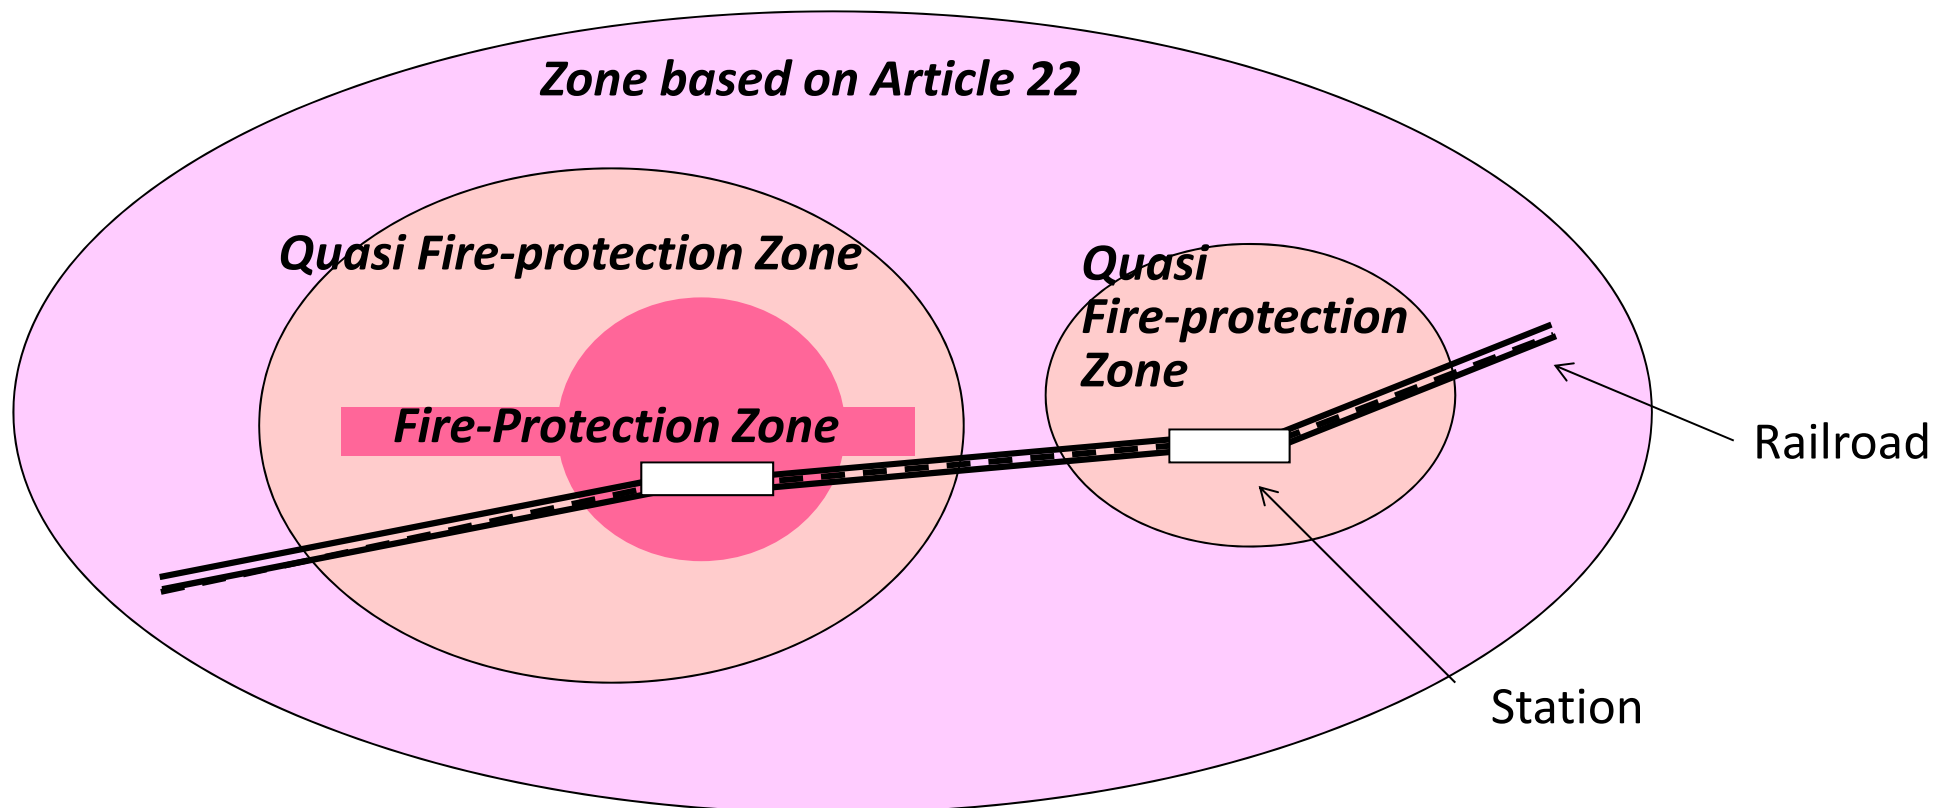 Zone based on Article 22
Quasi Fire-protection Zone
Quasi
Fire-protection
Zone
Fire-Protection Zone
Railroad
Station